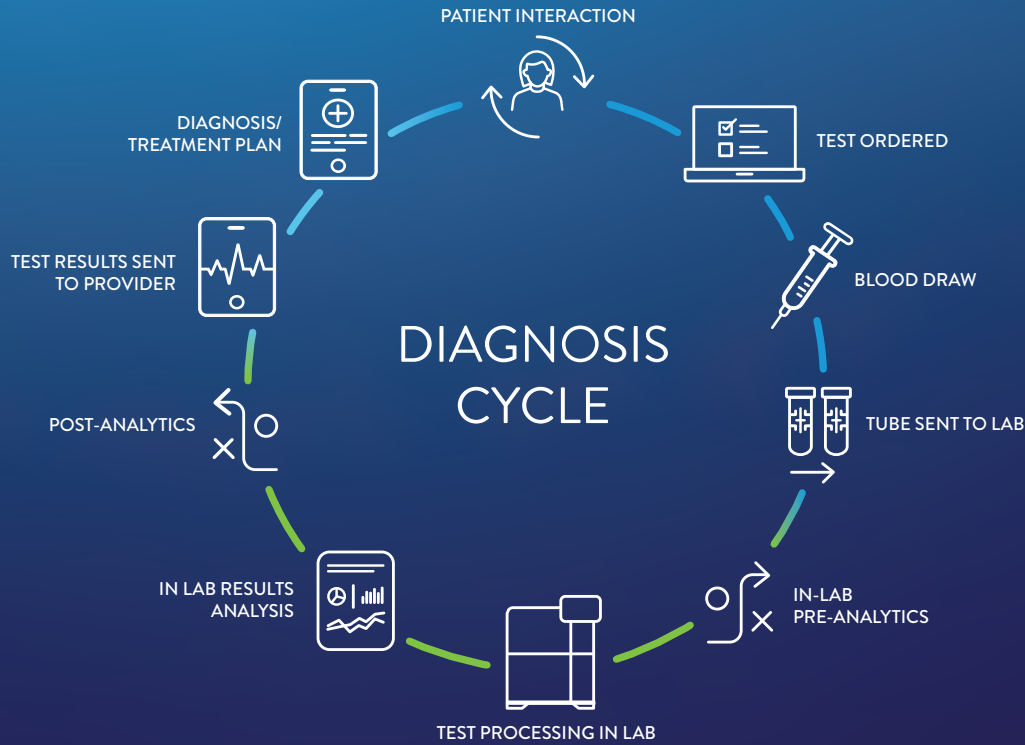 PATIENT INTERACTION
TEST ORDERED
BLOOD DRAW
TUBE SENT TO LAB
IN-LAB
PRE-ANALYTICS
TEST PROCESSING IN LAB
IN LAB RESULTS
ANALYSIS
POST-ANALYTICS
TEST RESULTS SENT
TO PROVIDER
DIAGNOSIS/
TREATMENT PLAN
DIAGNOSIS
CYCLE